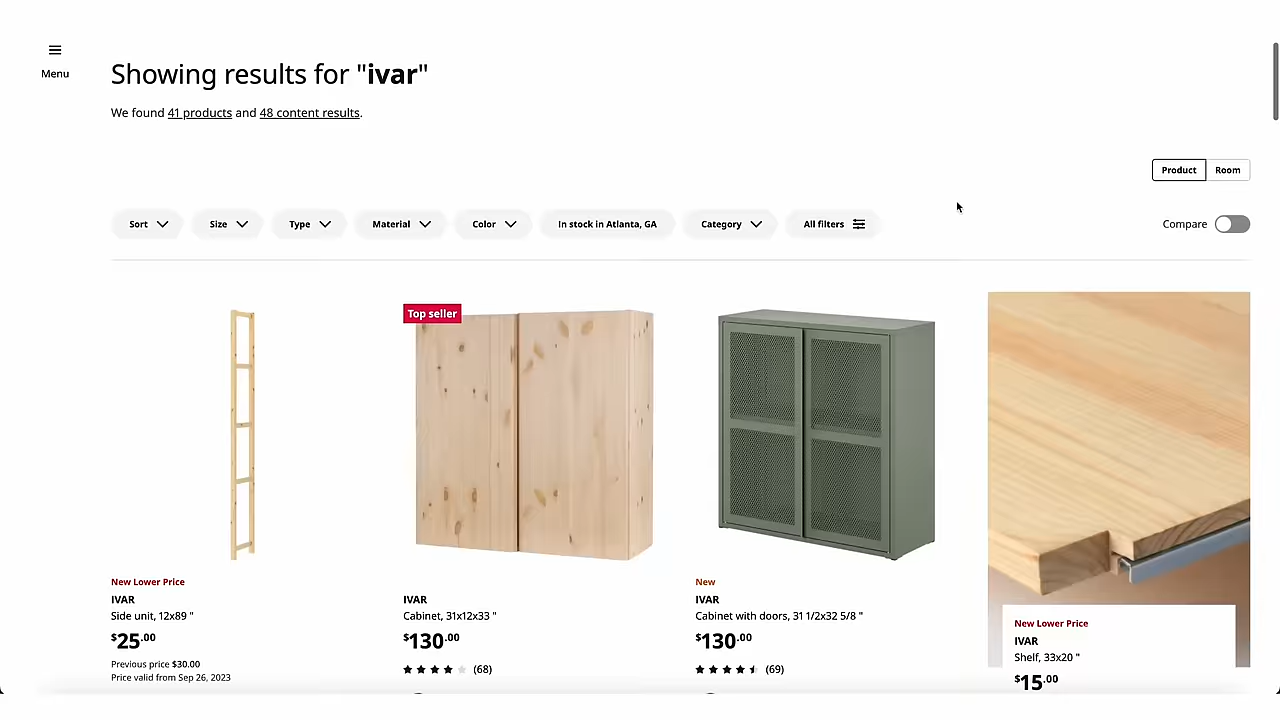 Menu
Showing results for "ivar"
We found 41 products and 48 content results.
Product Room
Sort Size Type Material Color In stock in Atlanta, GA Category All filters
Compare
Top seller
New Lower Price
IVAR
Side unit, 12x89 "
$25.00
Previous price $30.00
Price valid from Sep 26, 2023
IVAR
Cabinet, 31x12x33 "
$130.00
(68)
New
IVAR
Cabinet with doors, 31 1/2x32 5/8 "
$130.00
(69)
New Lower Price
IVAR
Shelf, 33x20 "
$15.00